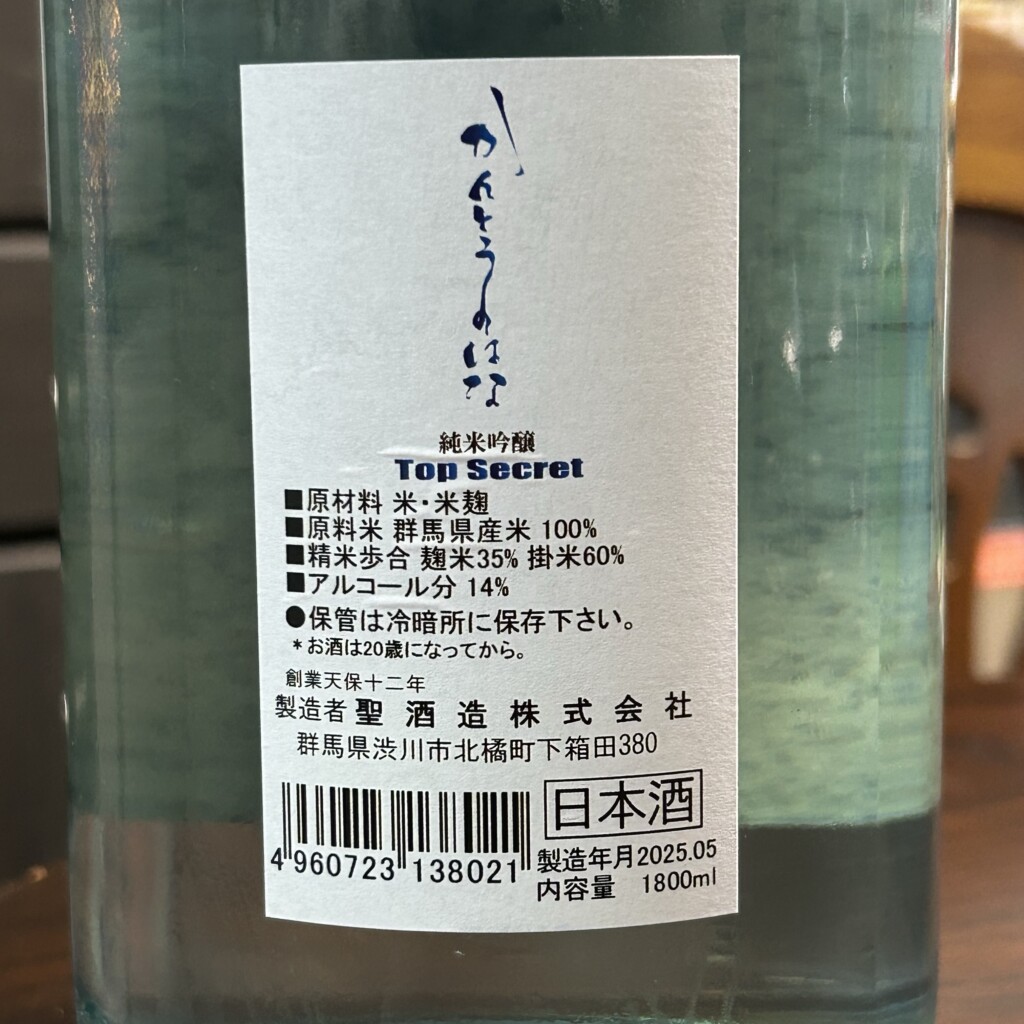 かんとうのはな
純米吟醸
Top Secret
■原材料 米・米麹
■原料米 群馬県産米 100%
■精米歩合 麹米35% 掛米60%
■アルコール分 14%
●保管は冷暗所に保存下さい。
*お酒は20歳になってから。
創業天保十二年
製造者 聖酒造株式会社
群馬県渋川市北橘町下箱田380
日本酒
4 960723 138021
製造年月2025.05
内容量 1800ml